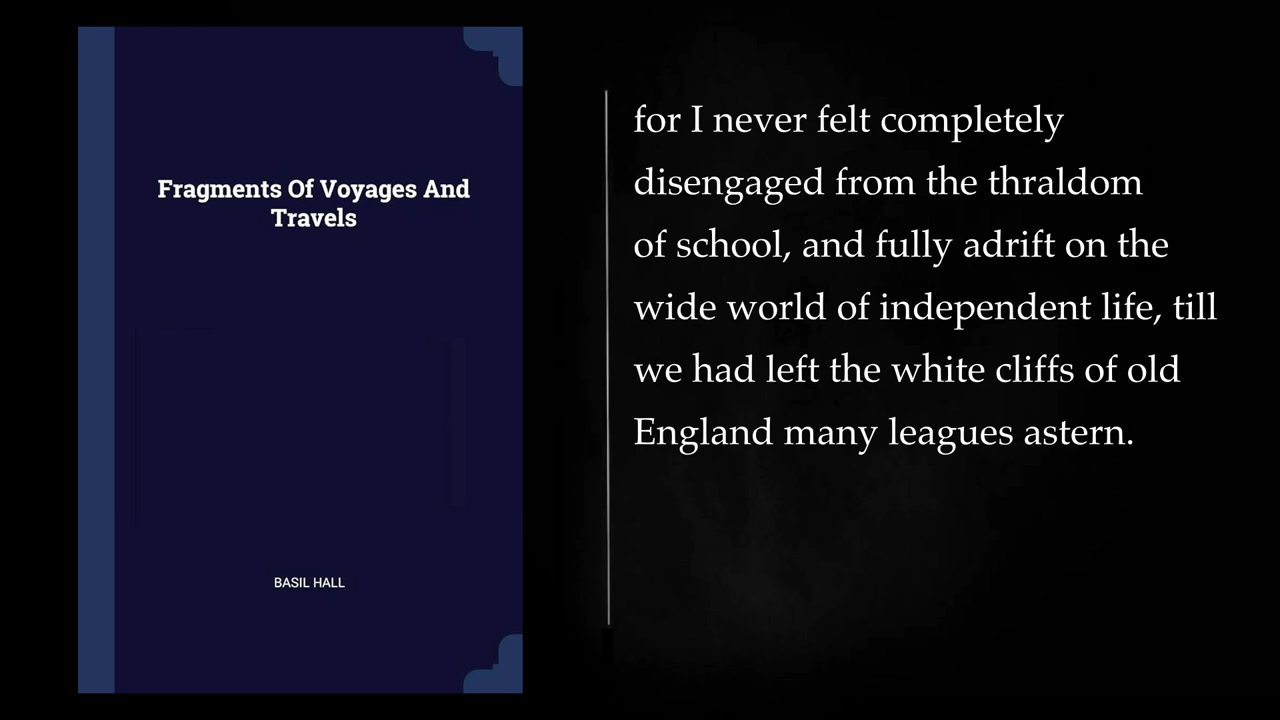 Fragments Of Voyages And
Travels
BASIL HALL
for I never felt completely
disengaged from the thraldom
of school, and fully adrift on the
wide world of independent life, till
we had left the white cliffs of old
England many leagues astern.